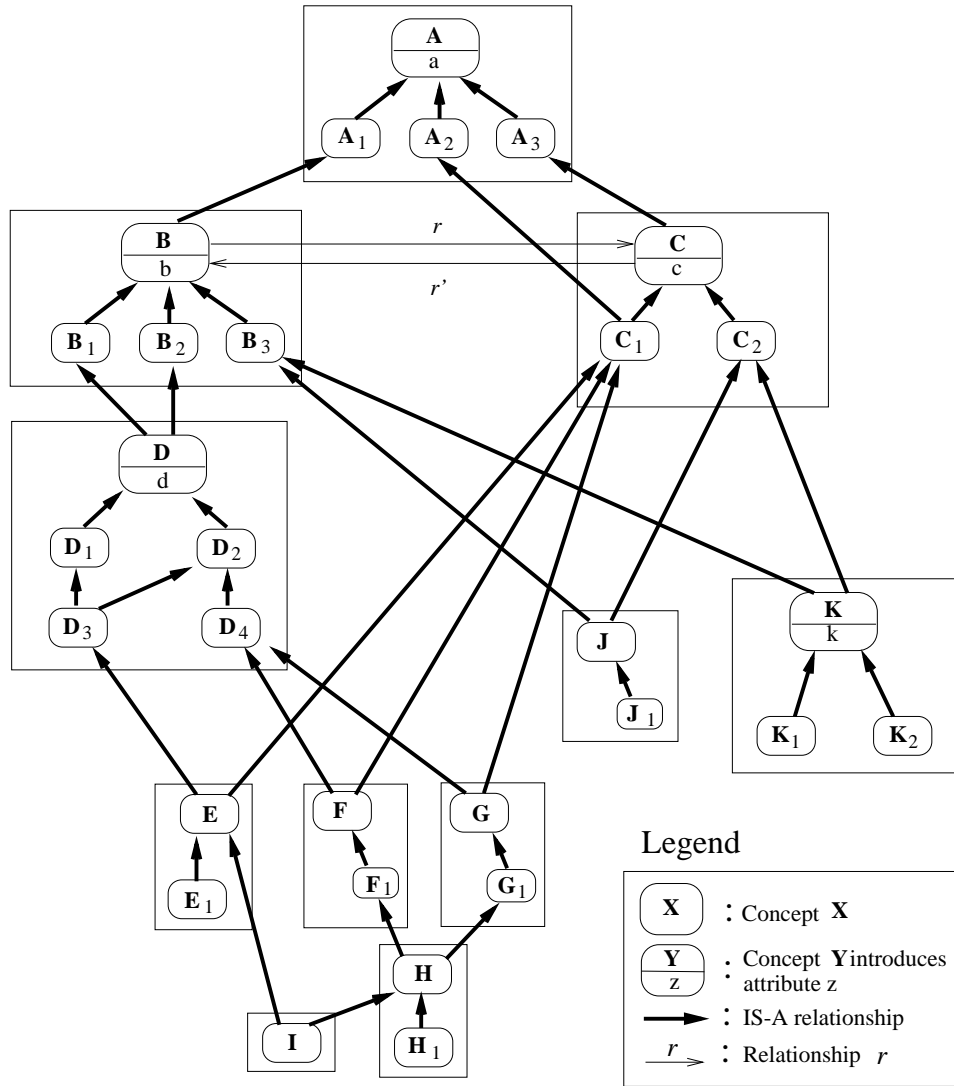 A
a
A1 A2 A3
B r C
b c
r'
B1 B2 B3 C1 C2
D
d
D1 D2
D3 D4 J K
k
J1
K1 K2
E F G
E1 F1 G1
H
I H1
Legend
X : Concept X
Y : Concept Y introduces
z attribute z
: IS-A relationship
r : Relationship r